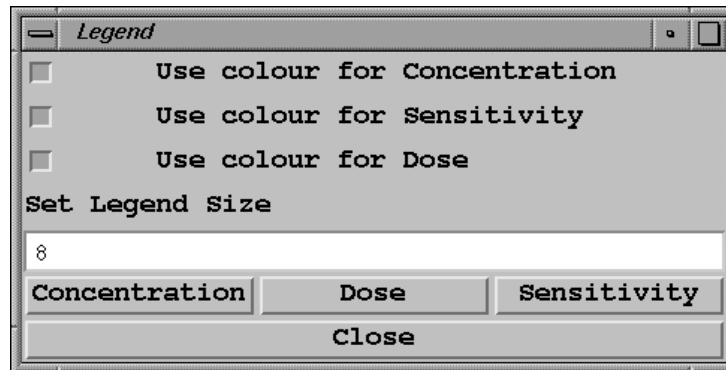 Legend
Use colour for Concentration
Use colour for Sensitivity
Use colour for Dose
Set Legend Size
8
Concentration Dose Sensitivity
Close